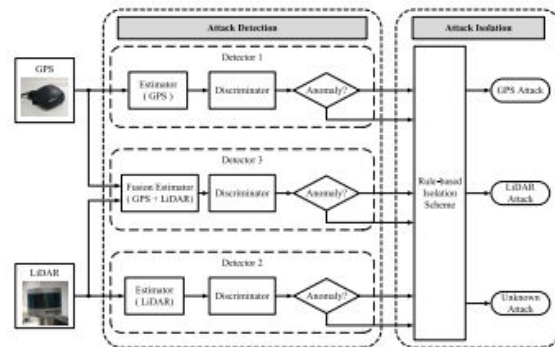 Attack Detection
Attack Isolation
GPS
Detector 1
Estimator
( GPS )
Discriminator
Anomaly?
GPS Attack
Detector 3
Fusion Estimator
( GPS + LiDAR)
Discriminator
Anomaly?
Rule-based
Isolation
Scheme
LiDAR
Attack
Detector 2
LiDAR
Estimator
( LiDAR)
Discriminator
Anomaly?
Unknown
Attack